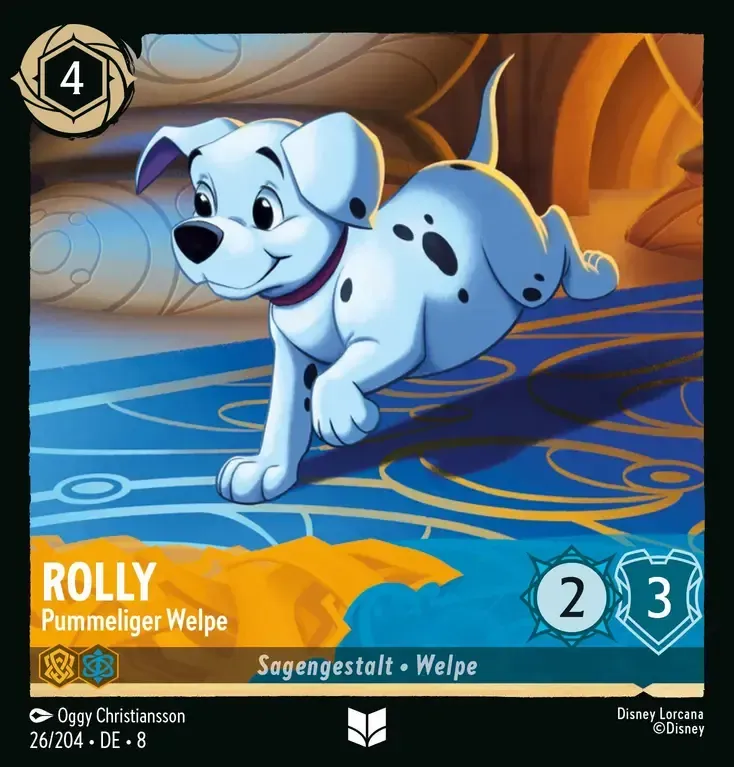 4
ROLLY
Pummeliger Welpe
2
3
Sagengestalt • Welpe
Oggy Christiansson
26/204 • DE • 8
Disney Lorcana
©Disney